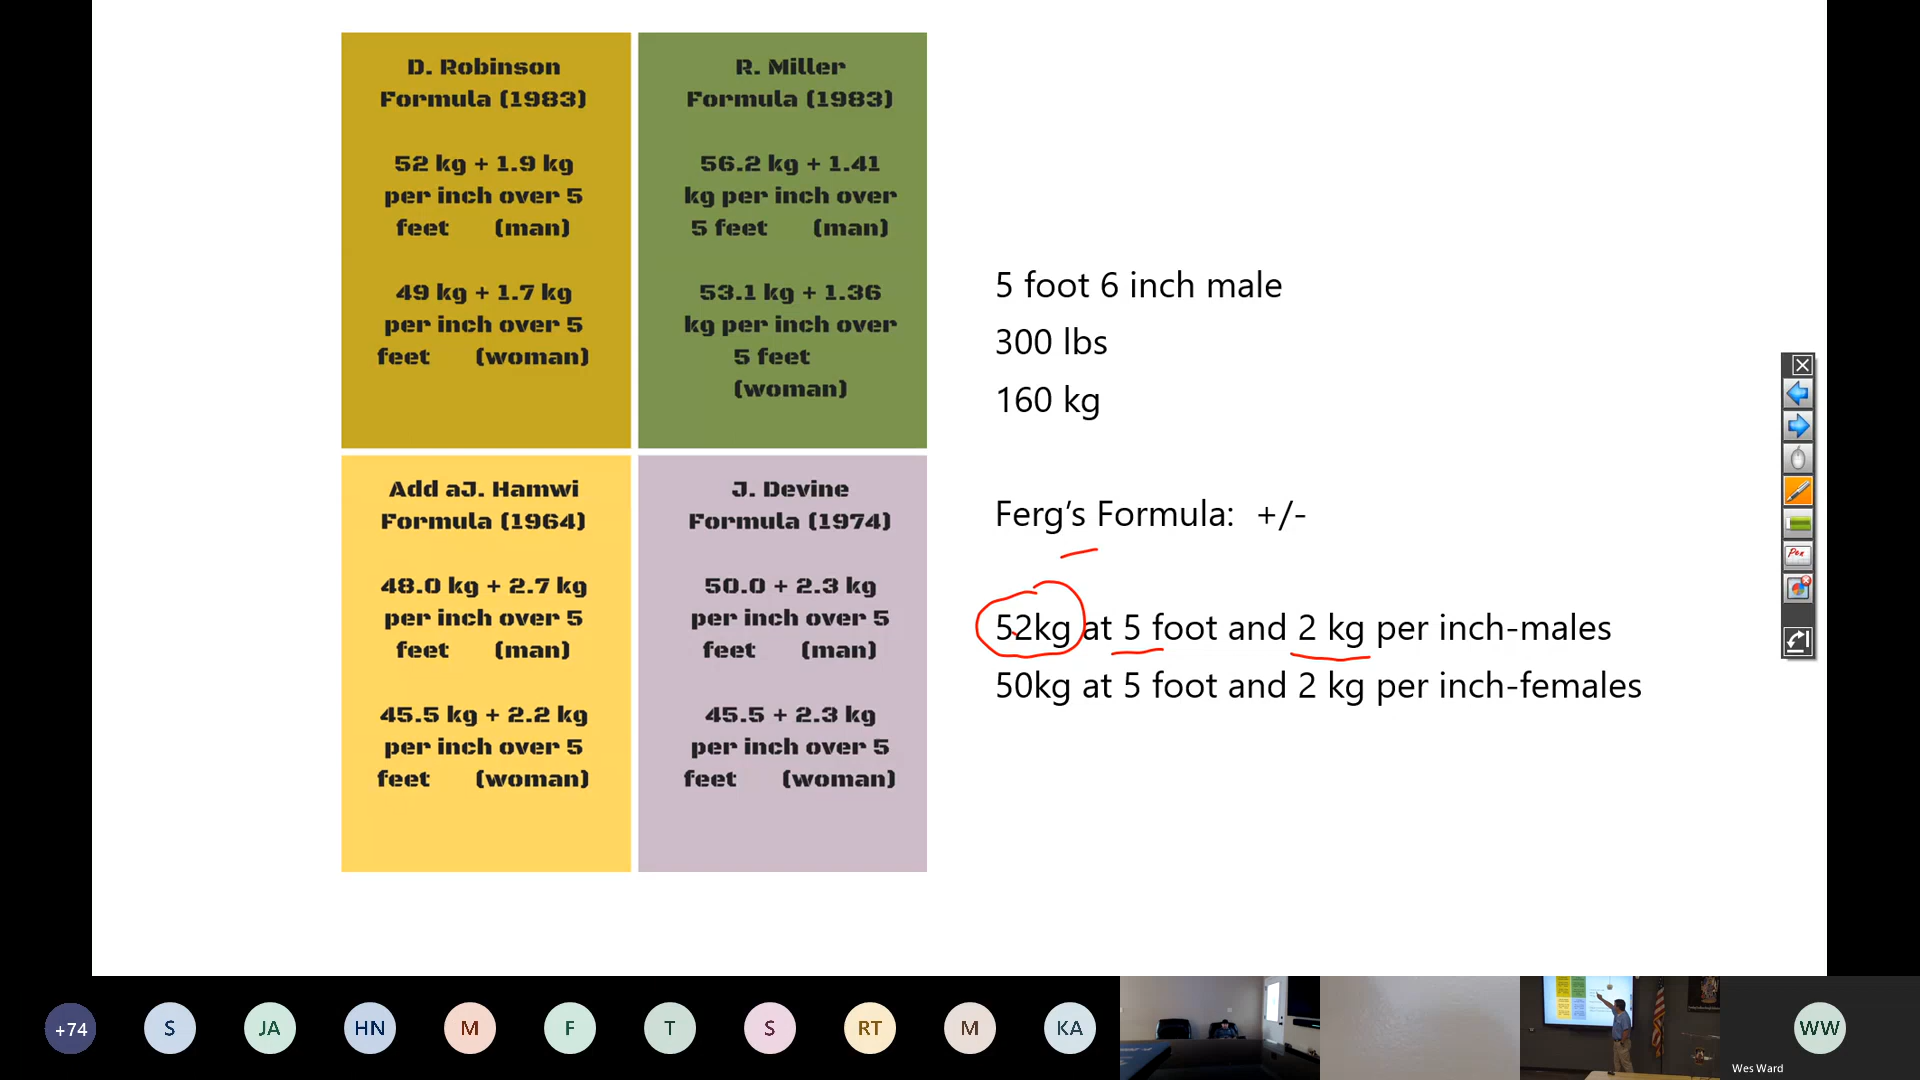 D. Robinson
Formula (1983)
52 kg + 1.9 kg
per inch over 5
feet (man)
49 kg + 1.7 kg
per inch over 5
feet (woman)
R. Miller
Formula (1983)
56.2 kg + 1.41
kg per inch over
5 feet (man)
53.1 kg + 1.36
kg per inch over
5 feet
(woman)
Add aJ. Hamwi
Formula (1964)
48.0 kg + 2.7 kg
per inch over 5
feet (man)
45.5 kg + 2.2 kg
per inch over 5
feet (woman)
J. Devine
Formula (1974)
50.0 + 2.3 kg
per inch over 5
feet (man)
45.5 + 2.3 kg
per inch over 5
feet (woman)
5 foot 6 inch male
300 lbs
160 kg
Ferg's Formula: +/-
52kg at 5 foot and 2 kg per inch-males
50kg at 5 foot and 2 kg per inch-females
Pen
+74
S
JA
HN
M
F
T
S
RT
M
KA
WW
Wes Ward